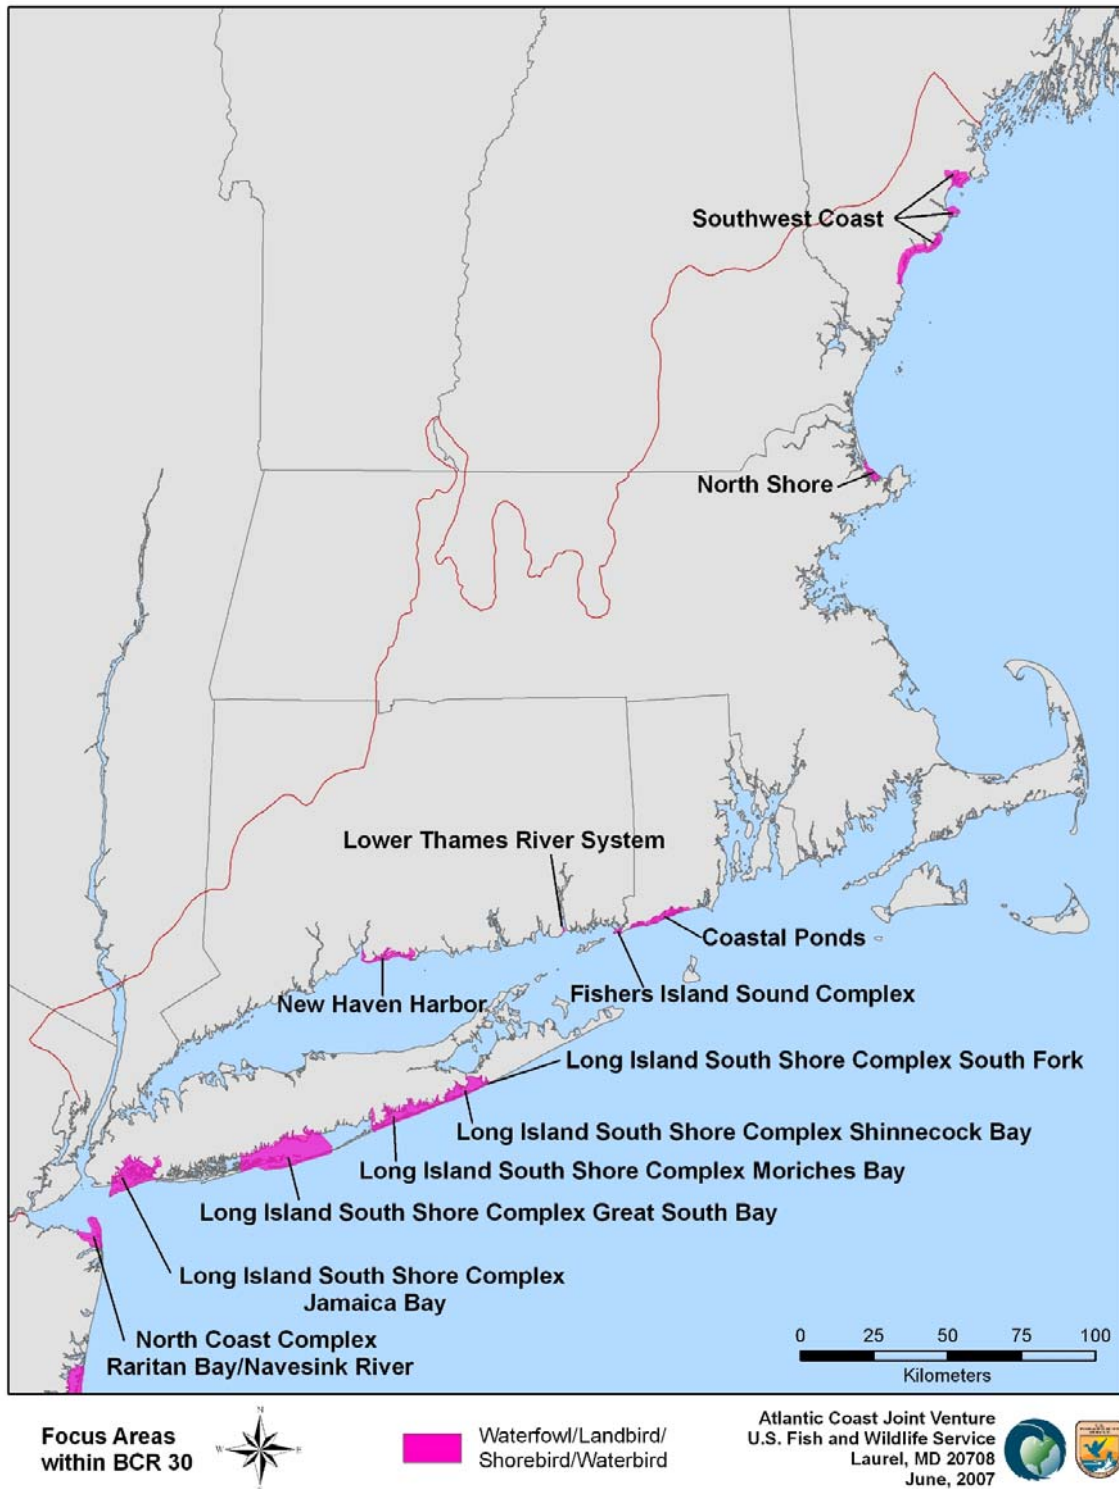 Southwest Coast
North Shore
Lower Thames River System
Coastal Ponds
New Haven Harbor
Fishers Island Sound Complex
Long Island South Shore Complex South Fork
Long Island South Shore Complex Shinnecock Bay
Long Island South Shore Complex Moriches Bay
Long Island South Shore Complex Great South Bay
Long Island South Shore Complex
Jamaica Bay
North Coast Complex
Raritan Bay/Navesink River
0 25 50 75 100
Kilometers
Focus Areas
within BCR 30
N
W E
S
Waterfowl/Landbird/
Shorebird/Waterbird
Atlantic Coast Joint Venture
U.S. Fish and Wildlife Service
Laurel, MD 20708
June, 2007